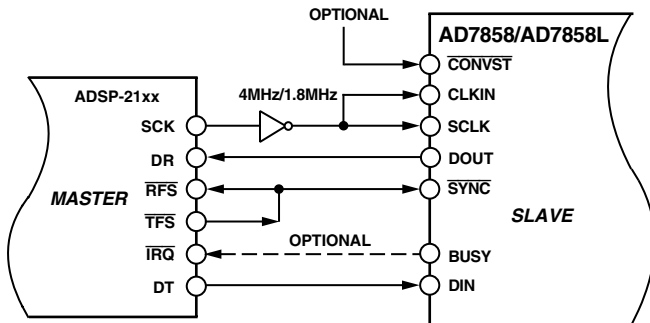 OPTIONAL
AD7858/AD7858L
ADSP-21xx
4MHz/1.8MHz
CONVST
CLKIN
SCK
SCLK
DR
DOUT
MASTER
RFS
SYNC
SLAVE
TFS
OPTIONAL
IRQ
BUSY
DT
DIN